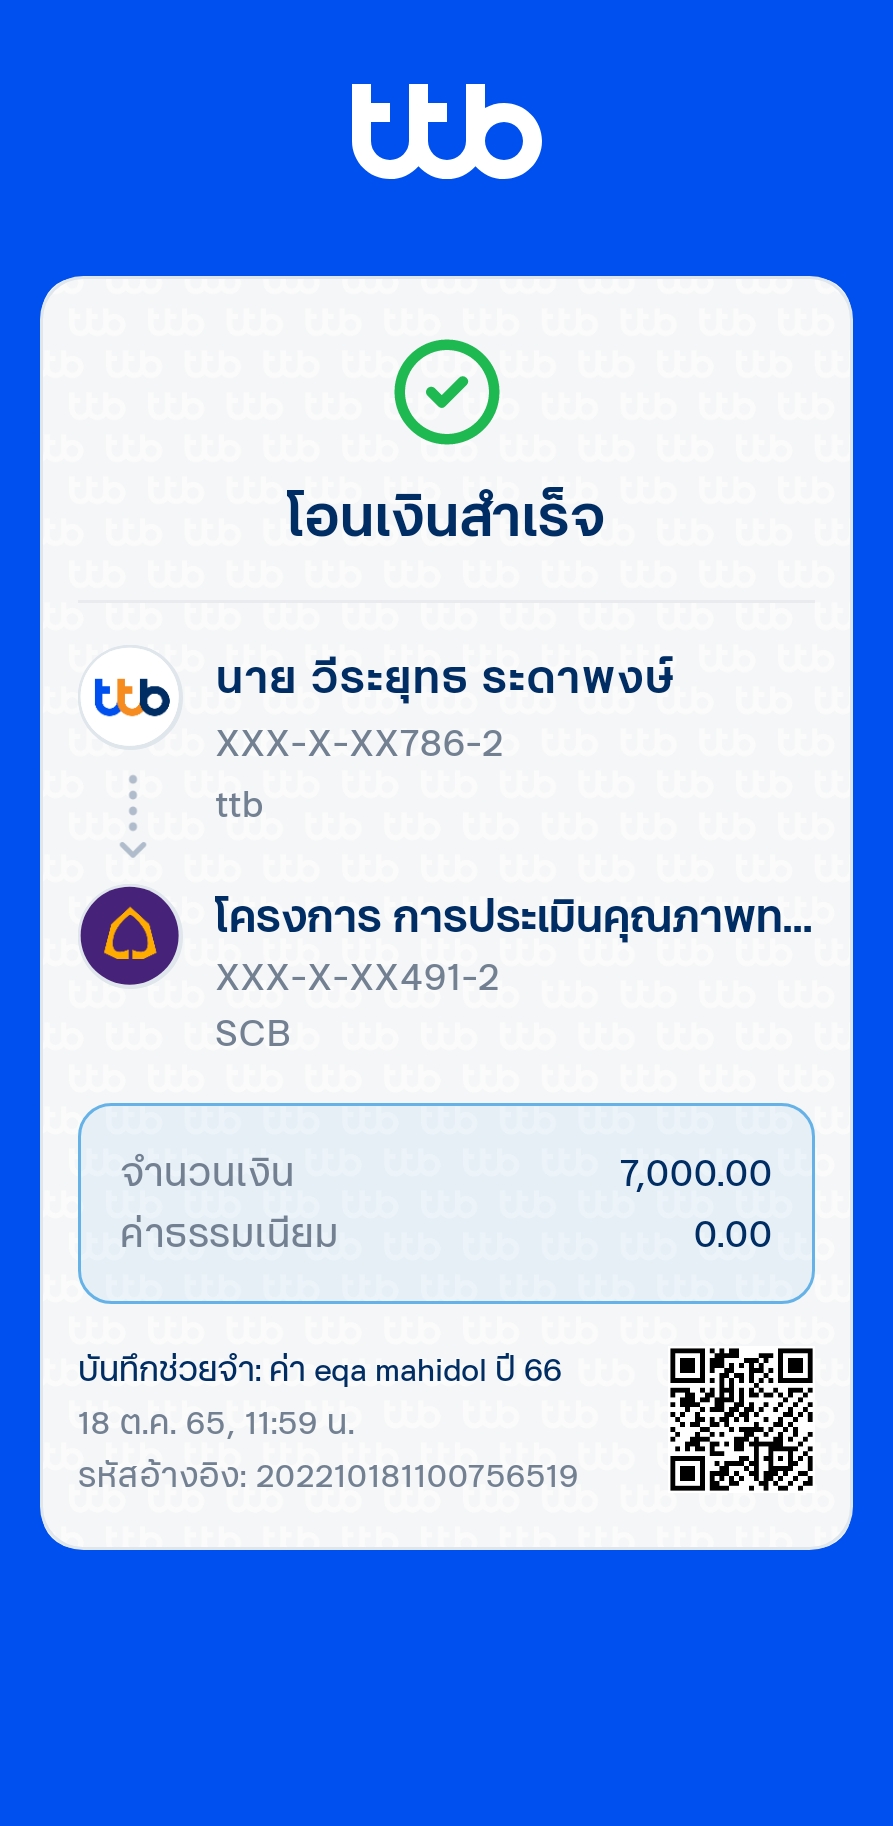 ttb
โอนเงินสำเร็จ
ttb
นาย วีระยุทธ ระดาพงษ์
XXX-X-XX786-2
ttb
โครงการ การประเมินคุณภาพท...
XXX-X-XX491-2
SCB
จำนวนเงิน 7,000.00
ค่าธรรมเนียม 0.00
บันทึกช่วยจำ: ค่า eqa mahidol ปี 66
18 ต.ค. 65, 11:59 น.
รหัสอ้างอิง: 202210181100756519